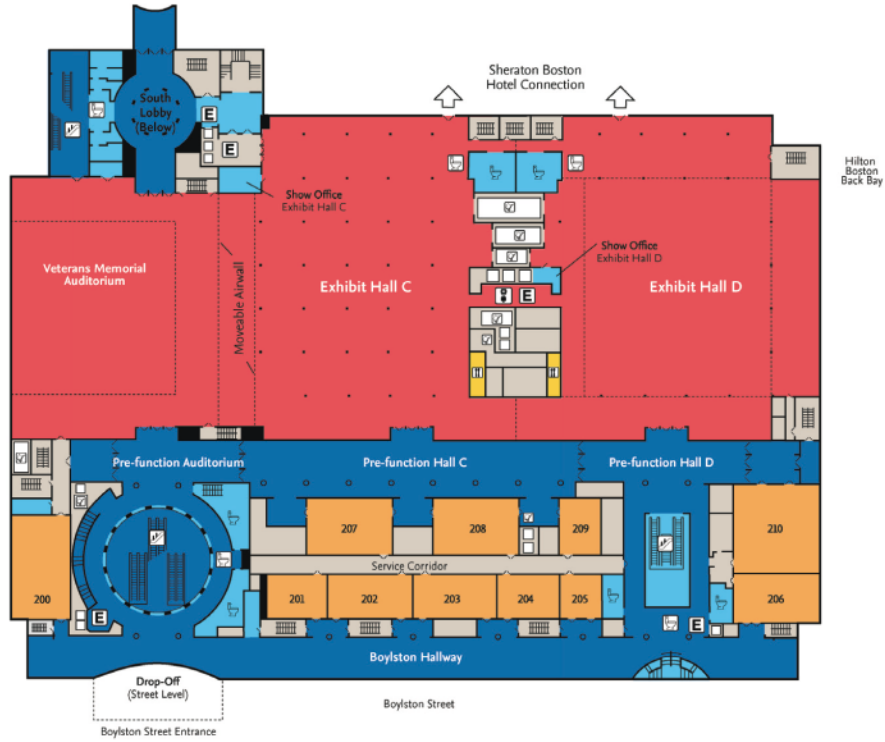 Sheraton Boston
Hotel Connection
South
Lobby
(Below)
E
E
Hilton
Boston
Back Bay
Show Office
Exhibit Hall C
Show Office
Exhibit Hall D
Veterans Memorial
Auditorium
Moveable Airwall
Exhibit Hall C
Exhibit Hall D
E
Pre-function Auditorium
Pre-function Hall C
Pre-function Hall D
207
208
209
210
Service Corridor
200
201
202
203
204
205
206
E
E
Boylston Hallway
Drop-Off
(Street Level)
Boylston Street
Boylston Street Entrance